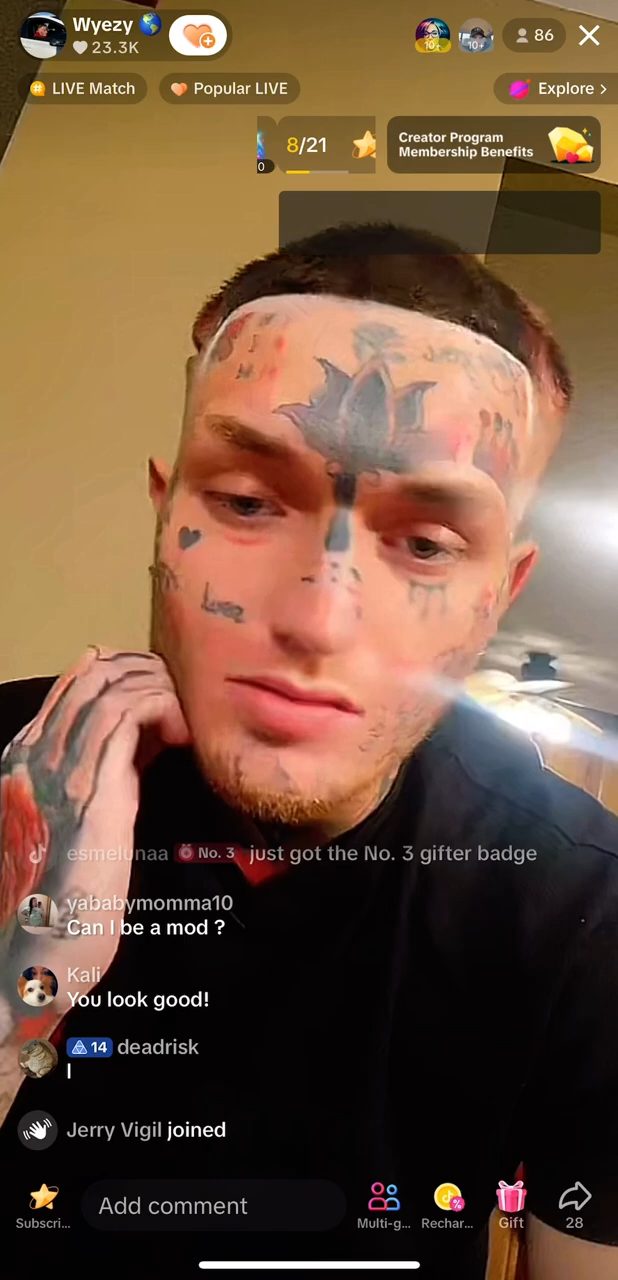 Wyezy 🌎
23.3K
10+
10+
86
LIVE Match
Popular LIVE
Explore >
0
8/21
Creator Program
Membership Benefits
esmelunaa No. 3 just got the No. 3 gifter badge
yababymomma10
Can I be a mod ?
Kali
You look good!
14 deadrisk
I
Jerry Vigil joined
Add comment
Subscri...
Multi-g...
Rechar...
Gift
28